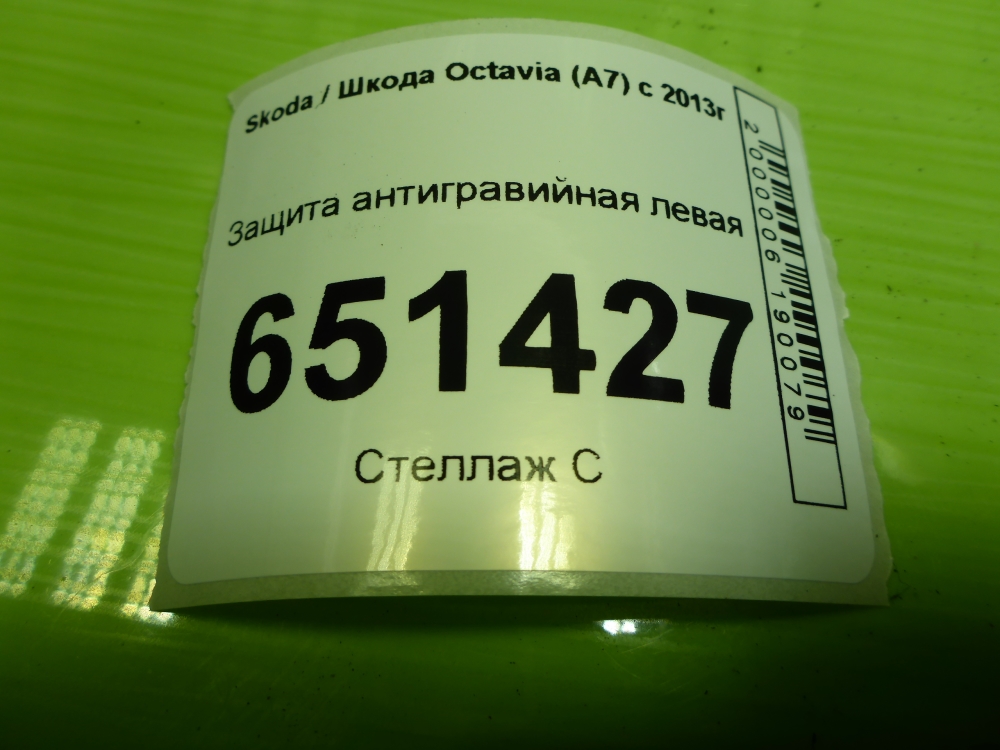 Skoda / Шкода Octavia (A7) с 2013г
Защита антигравийная левая
651427
Стеллаж С
2000006190079